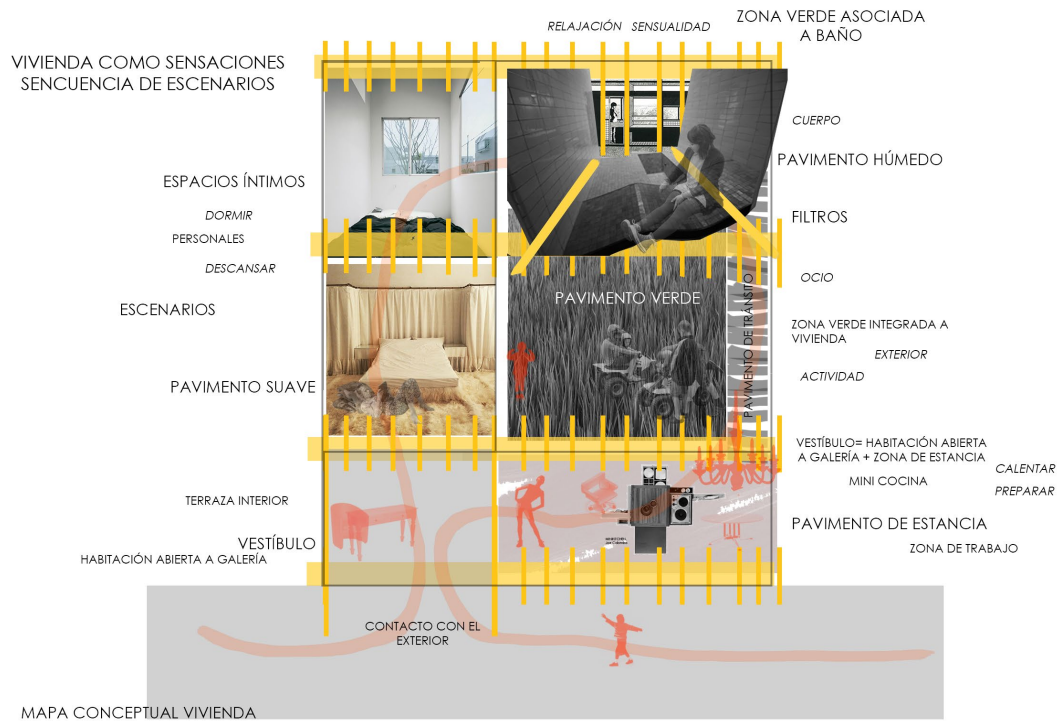 RELAJACIÓN SENSUALIDAD
ZONA VERDE ASOCIADA
A BAÑO
VIVIENDA COMO SENSACIONES
SENCUENCIA DE ESCENARIOS
CUERPO
PAVIMENTO HÚMEDO
ESPACIOS ÍNTIMOS
DORMIR
FILTROS
PERSONALES
DESCANSAR
OCIO
PAVIMENTO VERDE
ESCENARIOS
PAVIMENTO DE TRÁNSITO
ZONA VERDE INTEGRADA A
VIVIENDA
EXTERIOR
ACTIVIDAD
PAVIMENTO SUAVE
VESTÍBULO= HABITACIÓN ABIERTA
A GALERÍA + ZONA DE ESTANCIA
CALENTAR
MINI COCINA
PREPARAR
TERRAZA INTERIOR
PAVIMENTO DE ESTANCIA
VESTÍBULO
ZONA DE TRABAJO
HABITACIÓN ABIERTA A GALERÍA
CONTACTO CON EL
EXTERIOR
MAPA CONCEPTUAL VIVIENDA